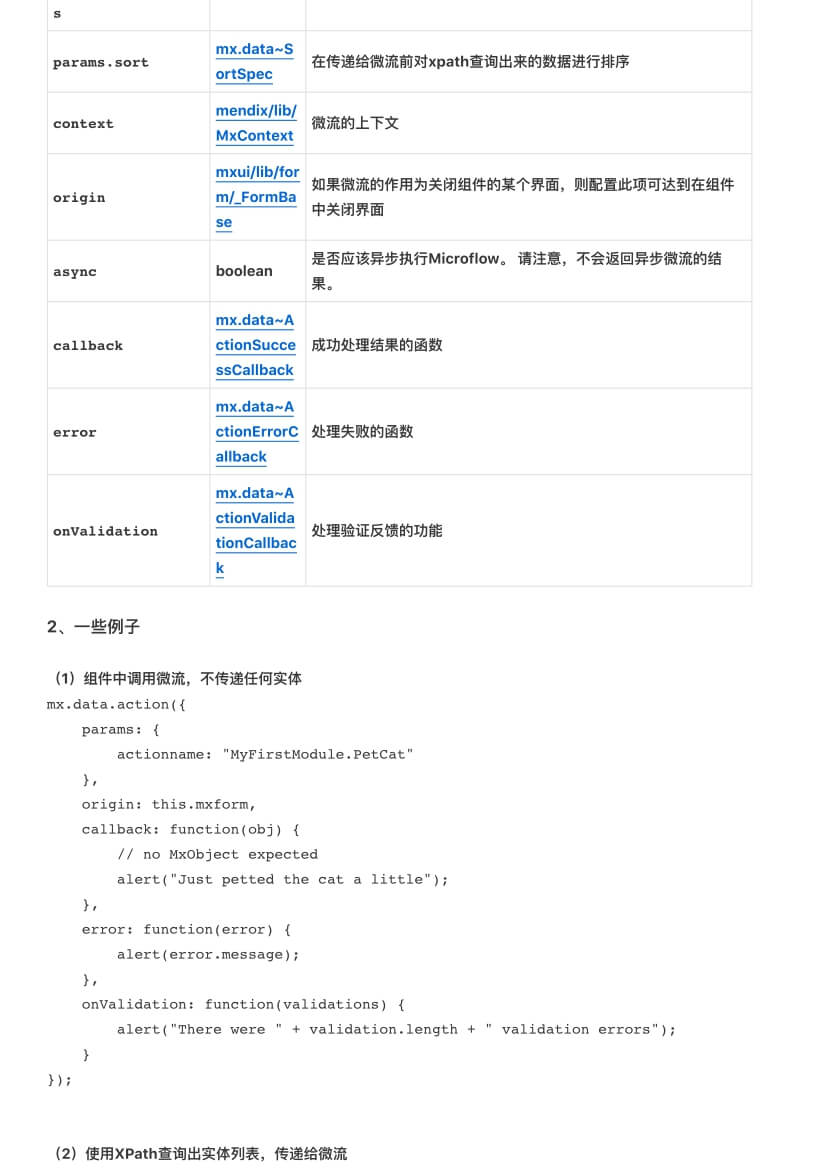 s
params.sort
mx.data~S
ortSpec
在传递给微流前对xpath查询出来的数据进行排序
context
mendix/lib/
MxContext
微流的上下文
origin
mxui/lib/for
m/_FormBa
se
如果微流的作用为关闭组件的某个界面，则配置此项可达到在组件
中关闭界面
async
boolean
是否应该异步执行Microflow。 请注意，不会返回异步微流的结
果。
callback
mx.data~A
ctionSucce
ssCallback
成功处理结果的函数
error
mx.data~A
ctionErrorC
allback
处理失败的函数
onValidation
mx.data~A
ctionValida
tionCallbac
k
处理验证反馈的功能
2、一些例子
（1）组件中调用微流，不传递任何实体
mx.data.action({
    params: {
        actionname: "MyFirstModule.PetCat"
    },
    origin: this.mxform,
    callback: function(obj) {
        // no MxObject expected
        alert("Just petted the cat a little");
    },
    error: function(error) {
        alert(error.message);
    },
    onValidation: function(validations) {
        alert("There were " + validation.length + " validation errors");
    }
});
（2）使用XPath查询出实体列表，传递给微流